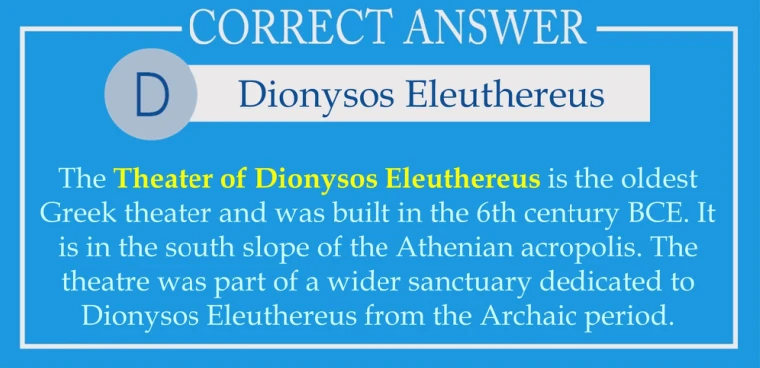 CORRECT ANSWER
D
Dionysos Eleuthereus
The Theater of Dionysos Eleuthereus is the oldest
Greek theater and was built in the 6th century BCE. It
is in the south slope of the Athenian acropolis. The
theatre was part of a wider sanctuary dedicated to
Dionysos Eleuthereus from the Archaic period.